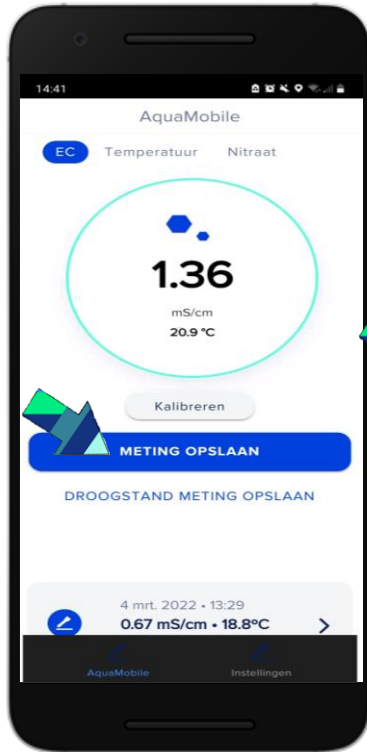 14:41
AquaMobile
EC Temperatuur Nitraat
1.36
mS/cm
20.9 °C
Kalibreren
METING OPSLAAN
DROOGSTAND METING OPSLAAN
4 mrt. 2022 • 13:29
0.67 mS/cm • 18.8ºC
AquaMobile Instellingen